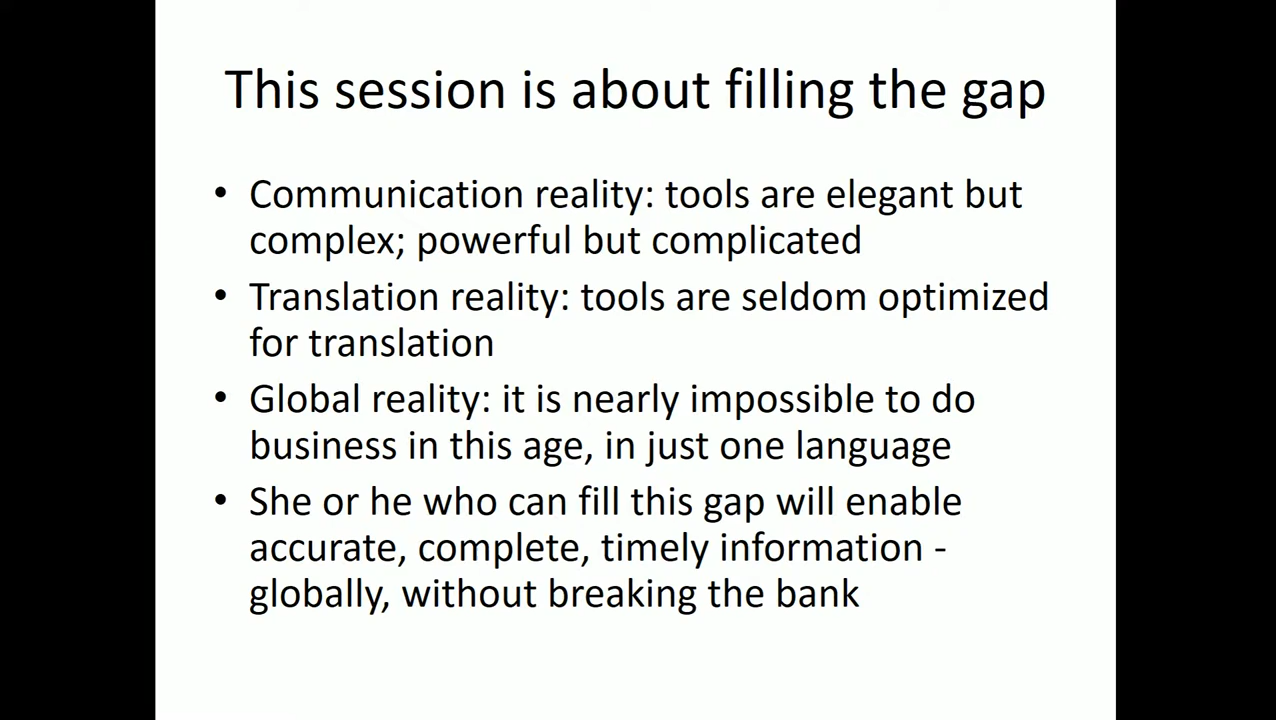 This session is about filling the gap
• Communication reality: tools are elegant but
complex; powerful but complicated
• Translation reality: tools are seldom optimized
for translation
• Global reality: it is nearly impossible to do
business in this age, in just one language
• She or he who can fill this gap will enable
accurate, complete, timely information -
globally, without breaking the bank